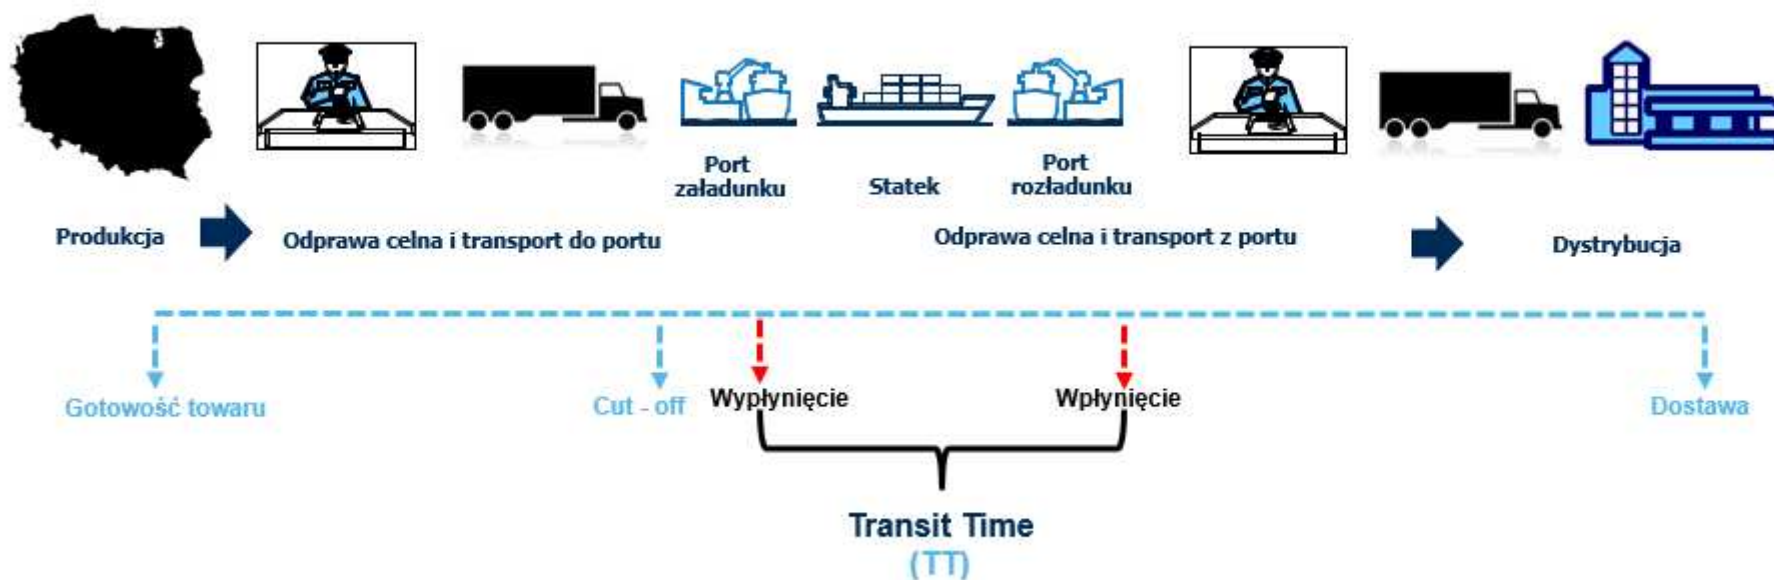 Port
załadunku
Statek
Port
rozładunku
Produkcja
Odprawa celna i transport do portu
Odprawa celna i transport z portu
Dystrybucja
Gotowość towaru
Cut - off
Wypłynięcie
Wpłynięcie
Dostawa
Transit Time
(TT)